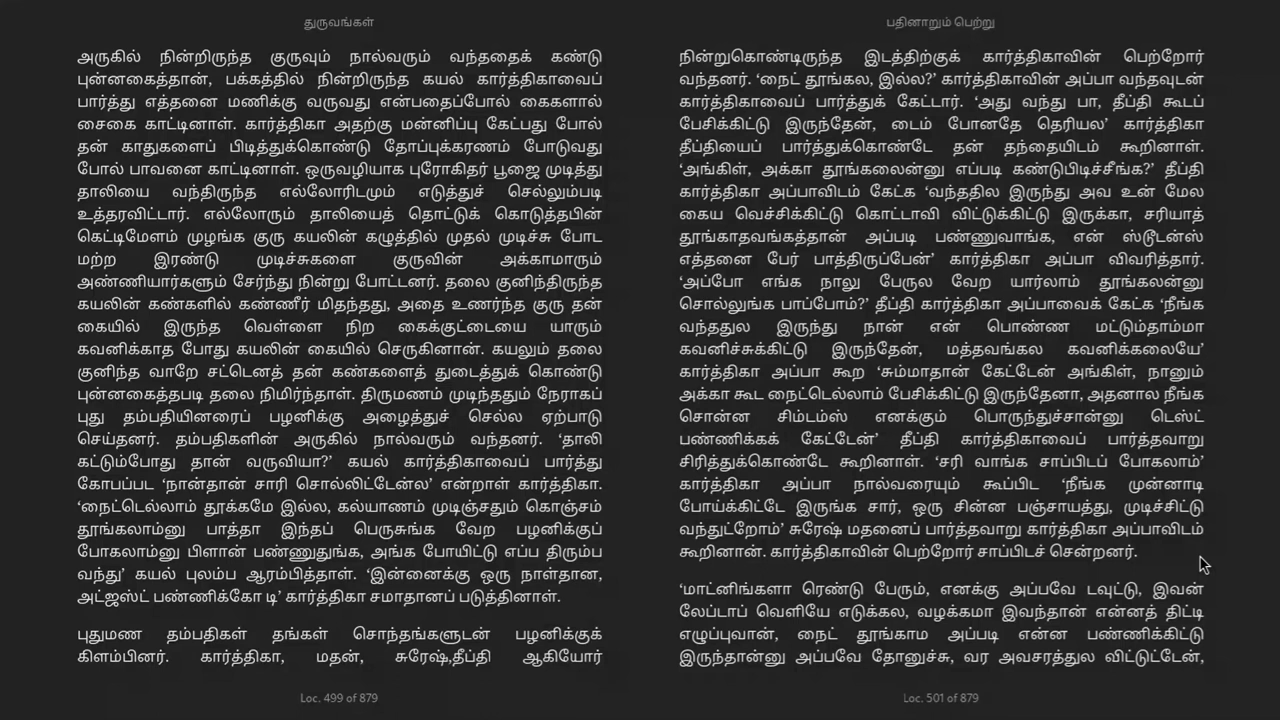 துருவங்கள்
அருகில் நின்றிருந்த குருவும் நால்வரும் வந்ததைக் கண்டு
புன்னகைத்தான், பக்கத்தில் நின்றிருந்த கயல் கார்த்திகாவைப்
பார்த்து எத்தனை மணிக்கு வருவது என்பதைப்போல் கைகளால்
சைகை காட்டினாள். கார்த்திகா அதற்கு மன்னிப்பு கேட்பது போல்
தன் காதுகளைப் பிடித்துக்கொண்டு தோப்புக்கரணம் போடுவது
போல் பாவனை காட்டினாள். ஒருவழியாக புரோகிதர் பூஜை முடித்து
தாலியை வந்திருந்த எல்லோரிடமும் எடுத்துச் செல்லும்படி
உத்தரவிட்டார். எல்லோரும் தாலியைத் தொட்டுக் கொடுத்தபின்
கெட்டிமேளம் முழங்க குரு கயலின் கழுத்தில் முதல் முடிச்சு போட
மற்ற இரண்டு முடிச்சுகளை குருவின் அக்காமாரும்
அண்ணியார்களும் சேர்ந்து நின்று போட்டனர். தலை குனிந்திருந்த
கயலின் கண்களில் கண்ணீர் மிதந்தது, அதை உணர்ந்த குரு தன்
கையில் இருந்த வெள்ளை நிற கைக்குட்டையை யாரும்
கவனிக்காத போது கயலின் கையில் செருகினான். கயலும் தலை
குனிந்த வாறே சட்டெனத் தன் கண்களைத் துடைத்துக் கொண்டு
புன்னகைத்தபடி தலை நிமிர்ந்தாள். திருமணம் முடிந்ததும் நேராகப்
புது தம்பதியினரைப் பழனிக்கு அழைத்துச் செல்ல ஏற்பாடு
செய்தனர். தம்பதிகளின் அருகில் நால்வரும் வந்தனர். ‘தாலி
கட்டும்போது தான் வருவியா?’ கயல் கார்த்திகாவைப் பார்த்து
கோபப்பட ‘நான்தான் சாரி சொல்லிட்டேன்ல’ என்றாள் கார்த்திகா.
‘நைட்டெல்லாம் தூக்கமே இல்ல, கல்யாணம் முடிஞ்சதும் கொஞ்சம்
தூங்கலாம்னு பாத்தா இந்தப் பெருசுங்க வேற பழனிக்குப்
போகலாம்னு பிளான் பண்ணுதுங்க, அங்க போயிட்டு எப்ப திரும்ப
வந்து’ கயல் புலம்ப ஆரம்பித்தாள். ‘இன்னைக்கு ஒரு நாள்தான,
அட்ஜஸ்ட் பண்ணிக்கோ டி’ கார்த்திகா சமாதானப் படுத்தினாள்.
புதுமண தம்பதிகள் தங்கள் சொந்தங்களுடன் பழனிக்குக்
கிளம்பினர். கார்த்திகா, மதன், சுரேஷ்,தீப்தி ஆகியோர்
Loc. 499 of 879
பதினாறும் பெற்று
நின்றுகொண்டிருந்த இடத்திற்குக் கார்த்திகாவின் பெற்றோர்
வந்தனர். ‘நைட் தூங்கல, இல்ல?’ கார்த்திகாவின் அப்பா வந்தவுடன்
கார்த்திகாவைப் பார்த்துக் கேட்டார். ‘அது வந்து பா, தீப்தி கூடப்
பேசிக்கிட்டு இருந்தேன், டைம் போனதே தெரியல’ கார்த்திகா
தீப்தியைப் பார்த்துக்கொண்டே தன் தந்தையிடம் கூறினாள்.
‘அங்கிள், அக்கா தூங்கலைன்னு எப்படி கண்டுபிடிச்சீங்க?’ தீப்தி
கார்த்திகா அப்பாவிடம் கேட்க ‘வந்ததில இருந்து அவ உன் மேல
கைய வெச்சிக்கிட்டு கொட்டாவி விட்டுக்கிட்டு இருக்கா, சரியாத்
தூங்காதவங்கத்தான் அப்படி பண்ணுவாங்க, என் ஸ்டூடன்ஸ்
எத்தனை பேர் பாத்திருப்பேன்’ கார்த்திகா அப்பா விவரித்தார்.
‘அப்போ எங்க நாலு பேருல வேற யார்லாம் தூங்கலன்னு
சொல்லுங்க பாப்போம்?’ தீப்தி கார்த்திகா அப்பாவைக் கேட்க ‘நீங்க
வந்ததுல இருந்து நான் என் பொண்ண மட்டும்தாம்மா
கவனிச்சுக்கிட்டு இருந்தேன், மத்தவங்கல கவனிக்கலையே’
கார்த்திகா அப்பா கூற ‘சும்மாதான் கேட்டேன் அங்கிள், நானும்
அக்கா கூட நைட்டெல்லாம் பேசிக்கிட்டு இருந்தேனா, அதனால நீங்க
சொன்ன சிம்டம்ஸ் எனக்கும் பொருந்துச்சான்னு டெஸ்ட்
பண்ணிக்கக் கேட்டேன்’ தீப்தி கார்த்திகாவைப் பார்த்தவாறு
சிரித்துக்கொண்டே கூறினாள். ‘சரி வாங்க சாப்பிடப் போகலாம்’
கார்த்திகா அப்பா நால்வரையும் கூப்பிட ‘நீங்க முன்னாடி
போய்க்கிட்டே இருங்க சார், ஒரு சின்ன பஞ்சாயத்து, முடிச்சிட்டு
வந்துட்றோம்’ சுரேஷ் மதனைப் பார்த்தவாறு கார்த்திகா அப்பாவிடம்
கூறினான். கார்த்திகாவின் பெற்றோர் சாப்பிடச் சென்றனர்.
‘மாட்னிங்களா ரெண்டு பேரும், எனக்கு அப்பவே டவுட்டு, இவன்
லேப்டாப் வெளியே எடுக்கல, வழக்கமா இவந்தான் என்னத் திட்டி
எழுப்புவான், நைட் தூங்காம அப்படி என்ன பண்ணிக்கிட்டு
இருந்தான்னு அப்பவே தோனுச்சு, வர அவசரத்துல விட்டுட்டேன்,
Loc. 501 of 879